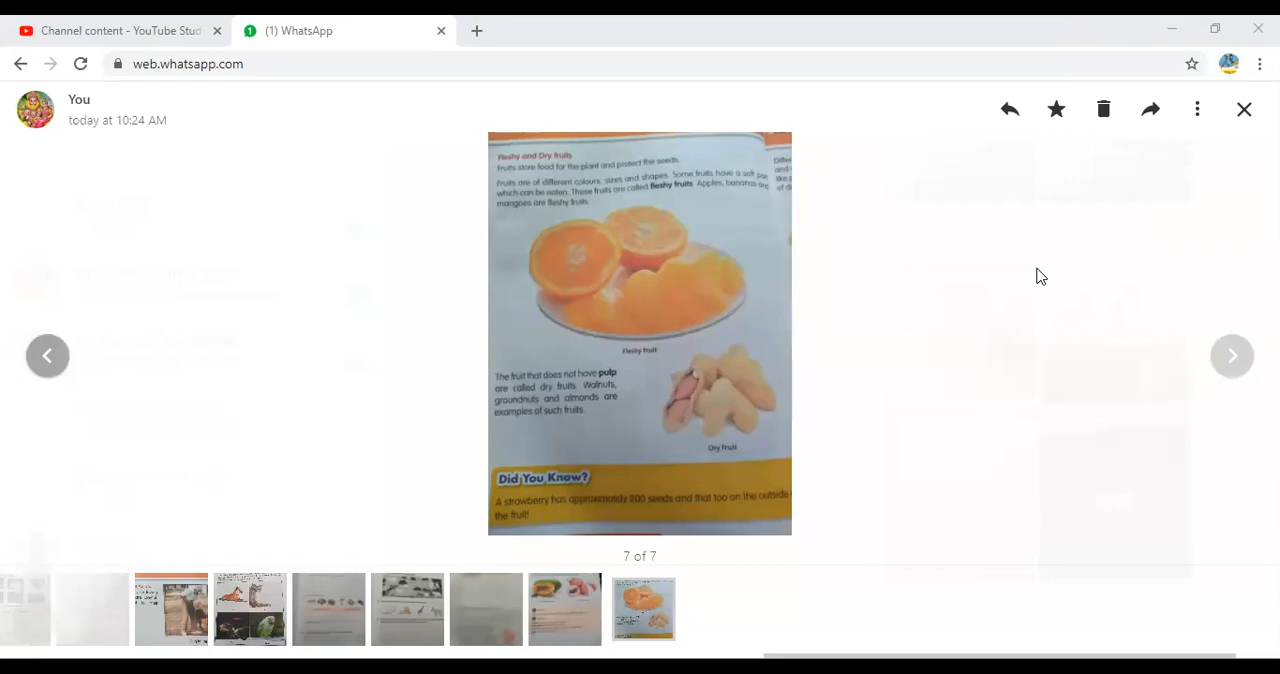 Channel content - YouTube Stud
(1) WhatsApp
web.whatsapp.com
You
today at 10:24 AM
Fleshy and Dry fruits
Fruits store food for the plant and protect the seeds.
Fruits are of different colours, sizes and shapes. Some fruits have a soft
which can be eaten. These fruits are called fleshy fruits. Apples, bananas and
mangoes are fleshy fruits.
Fleshy fruit
The fruit that does not have pulp
are called dry fruits. Walnuts,
groundnuts and almonds are
examples of such fruits.
Dry fruit
Did You Know?
A strawberry has approximately 200 seeds and that too on the outside
the fruit!
7 of 7